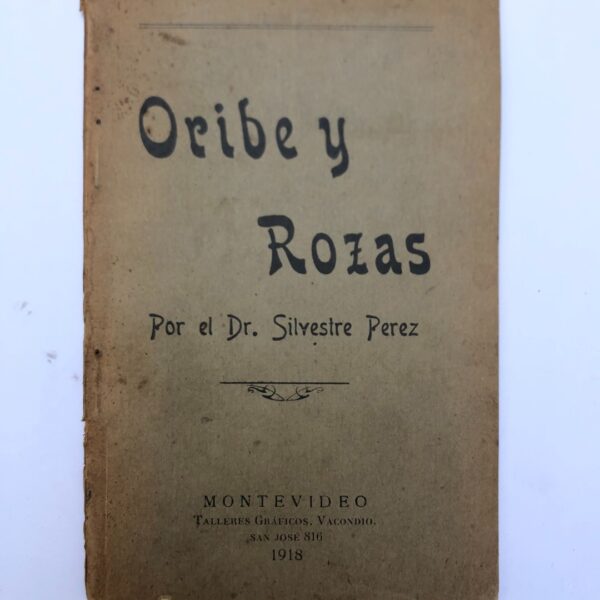 Oribe y
Rozas
Por el Dr. Silvestre Perez
MONTEVIDEO
TALLERES GRÁFICOS, VACONDIO.
SAN JOSÉ 816
1918